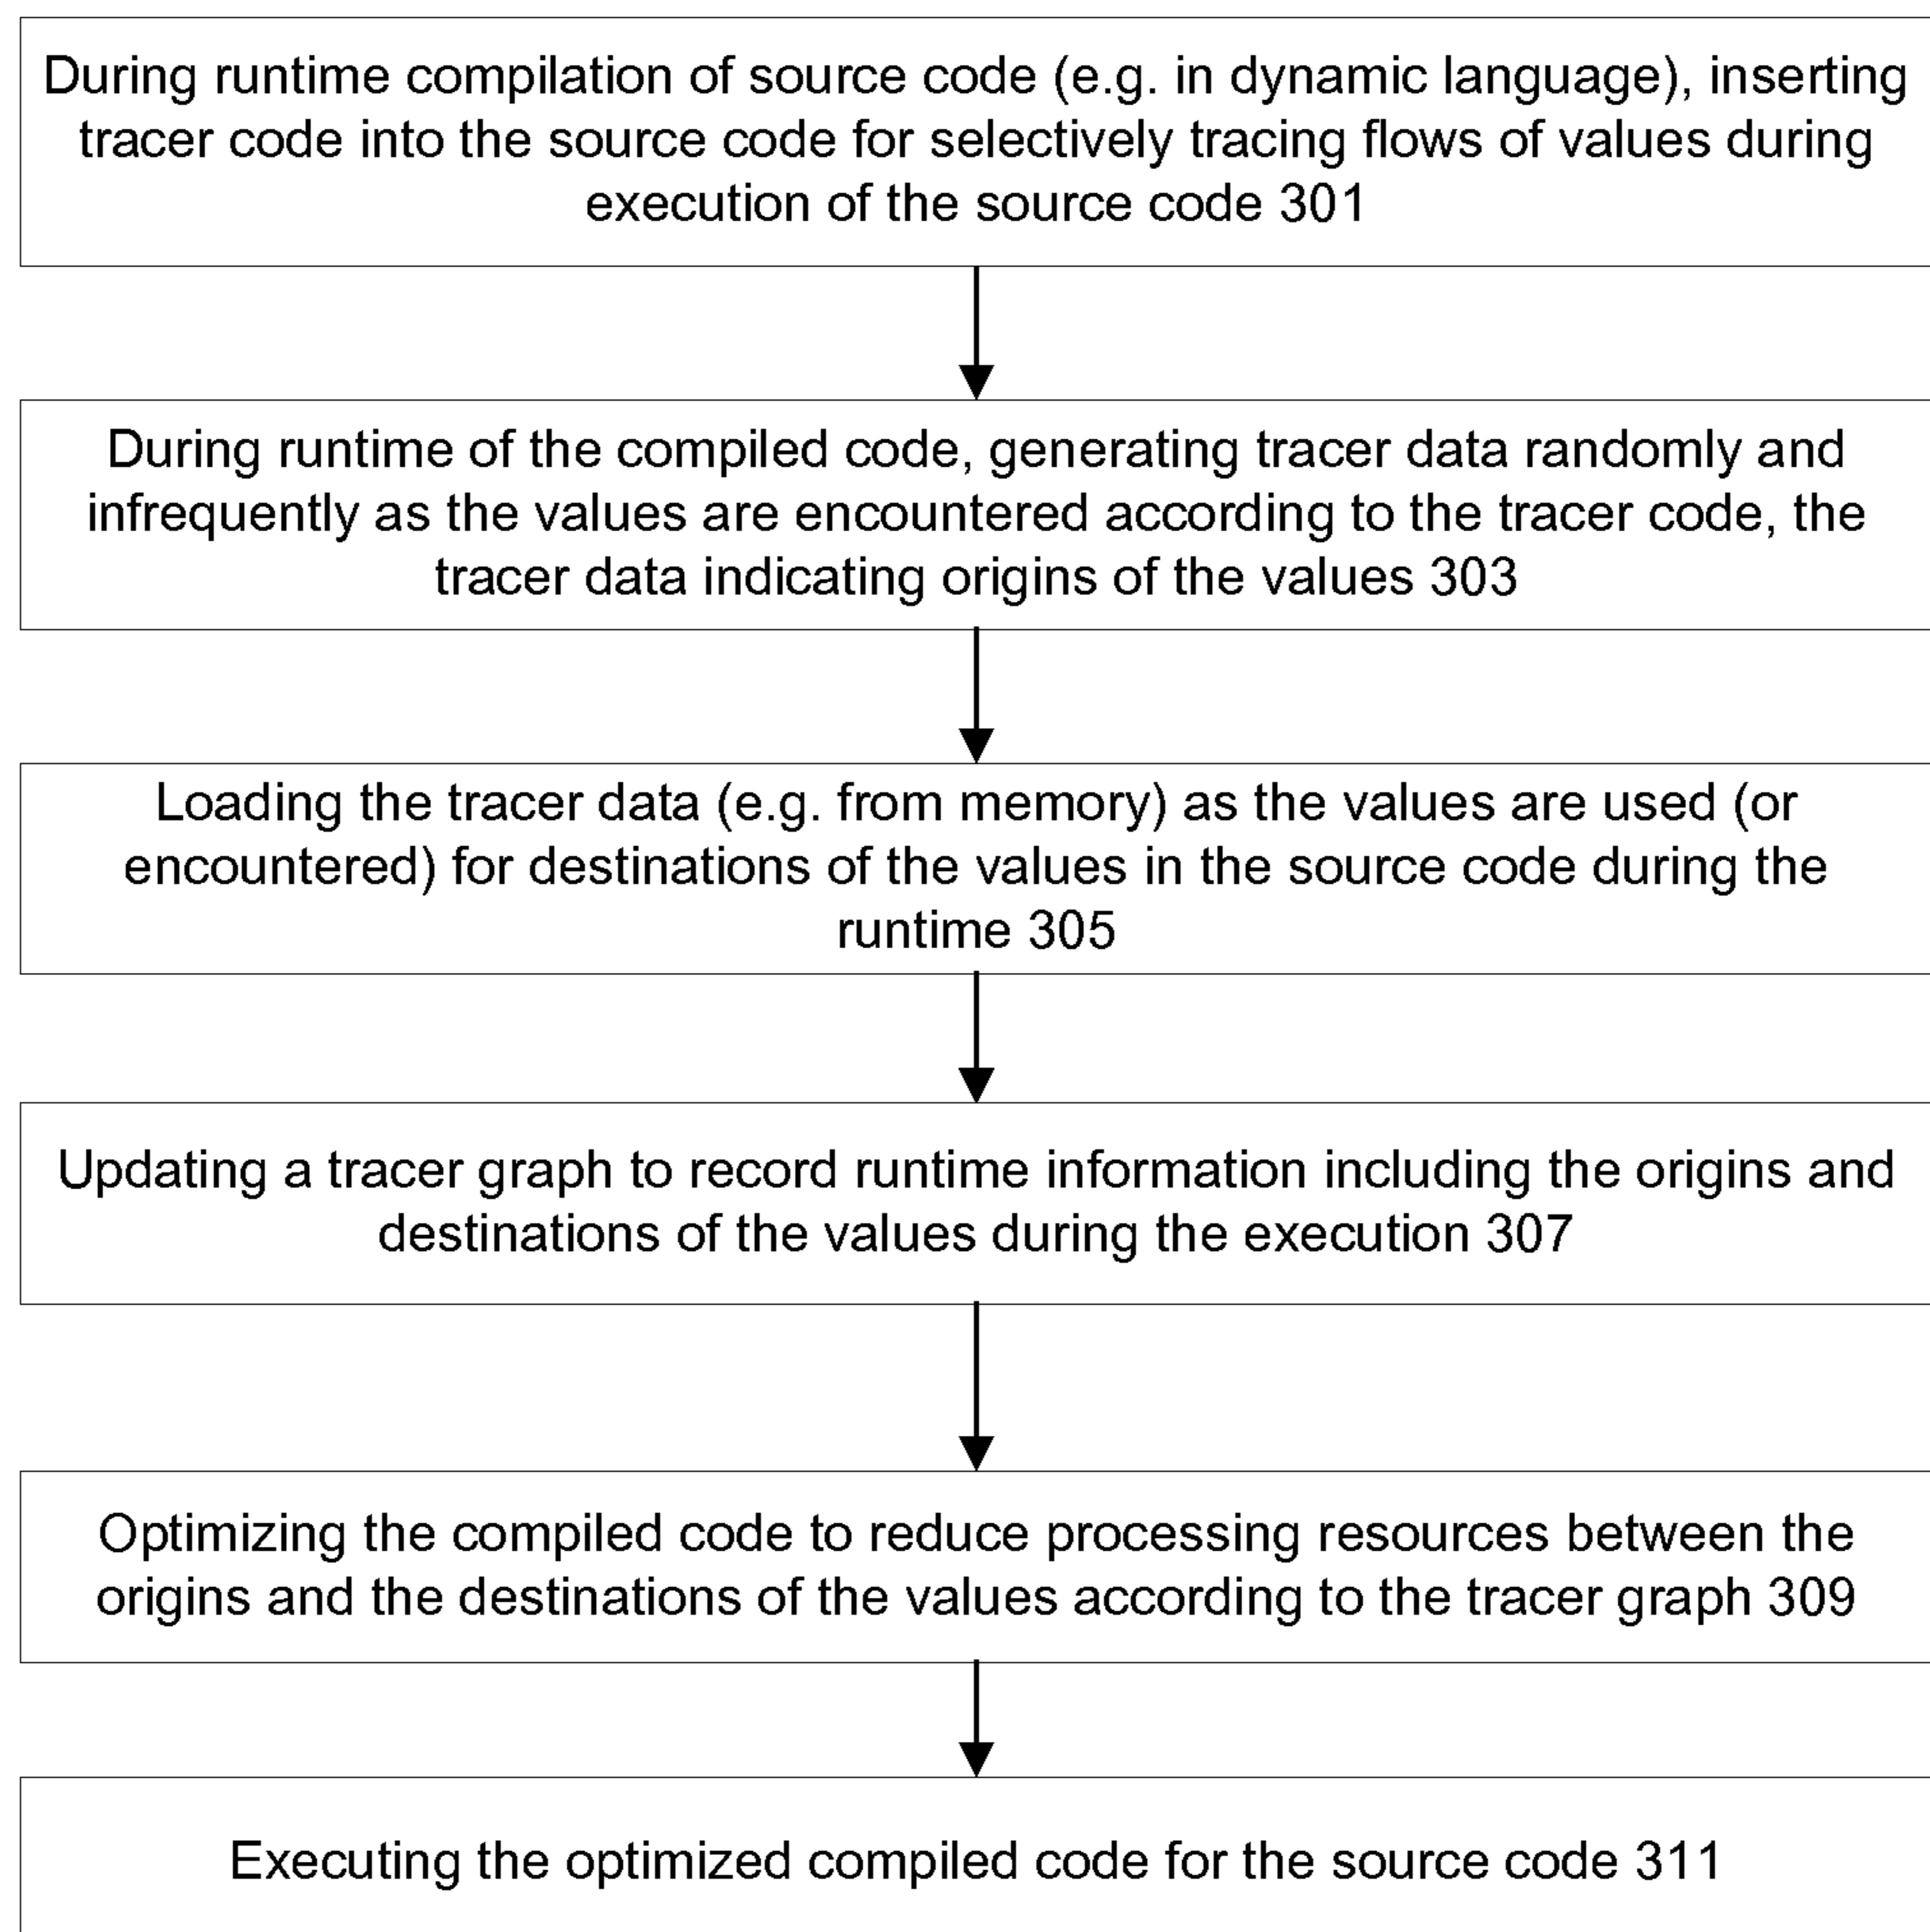 During runtime compilation of source code (e.g. in dynamic language), inserting
tracer code into the source code for selectively tracing flows of values during
execution of the source code 301
During runtime of the compiled code, generating tracer data randomly and
infrequently as the values are encountered according to the tracer code, the
tracer data indicating origins of the values 303
Loading the tracer data (e.g. from memory) as the values are used (or
encountered) for destinations of the values in the source code during the
runtime 305
Updating a tracer graph to record runtime information including the origins and
destinations of the values during the execution 307
Optimizing the compiled code to reduce processing resources between the
origins and the destinations of the values according to the tracer graph 309
Executing the optimized compiled code for the source code 311